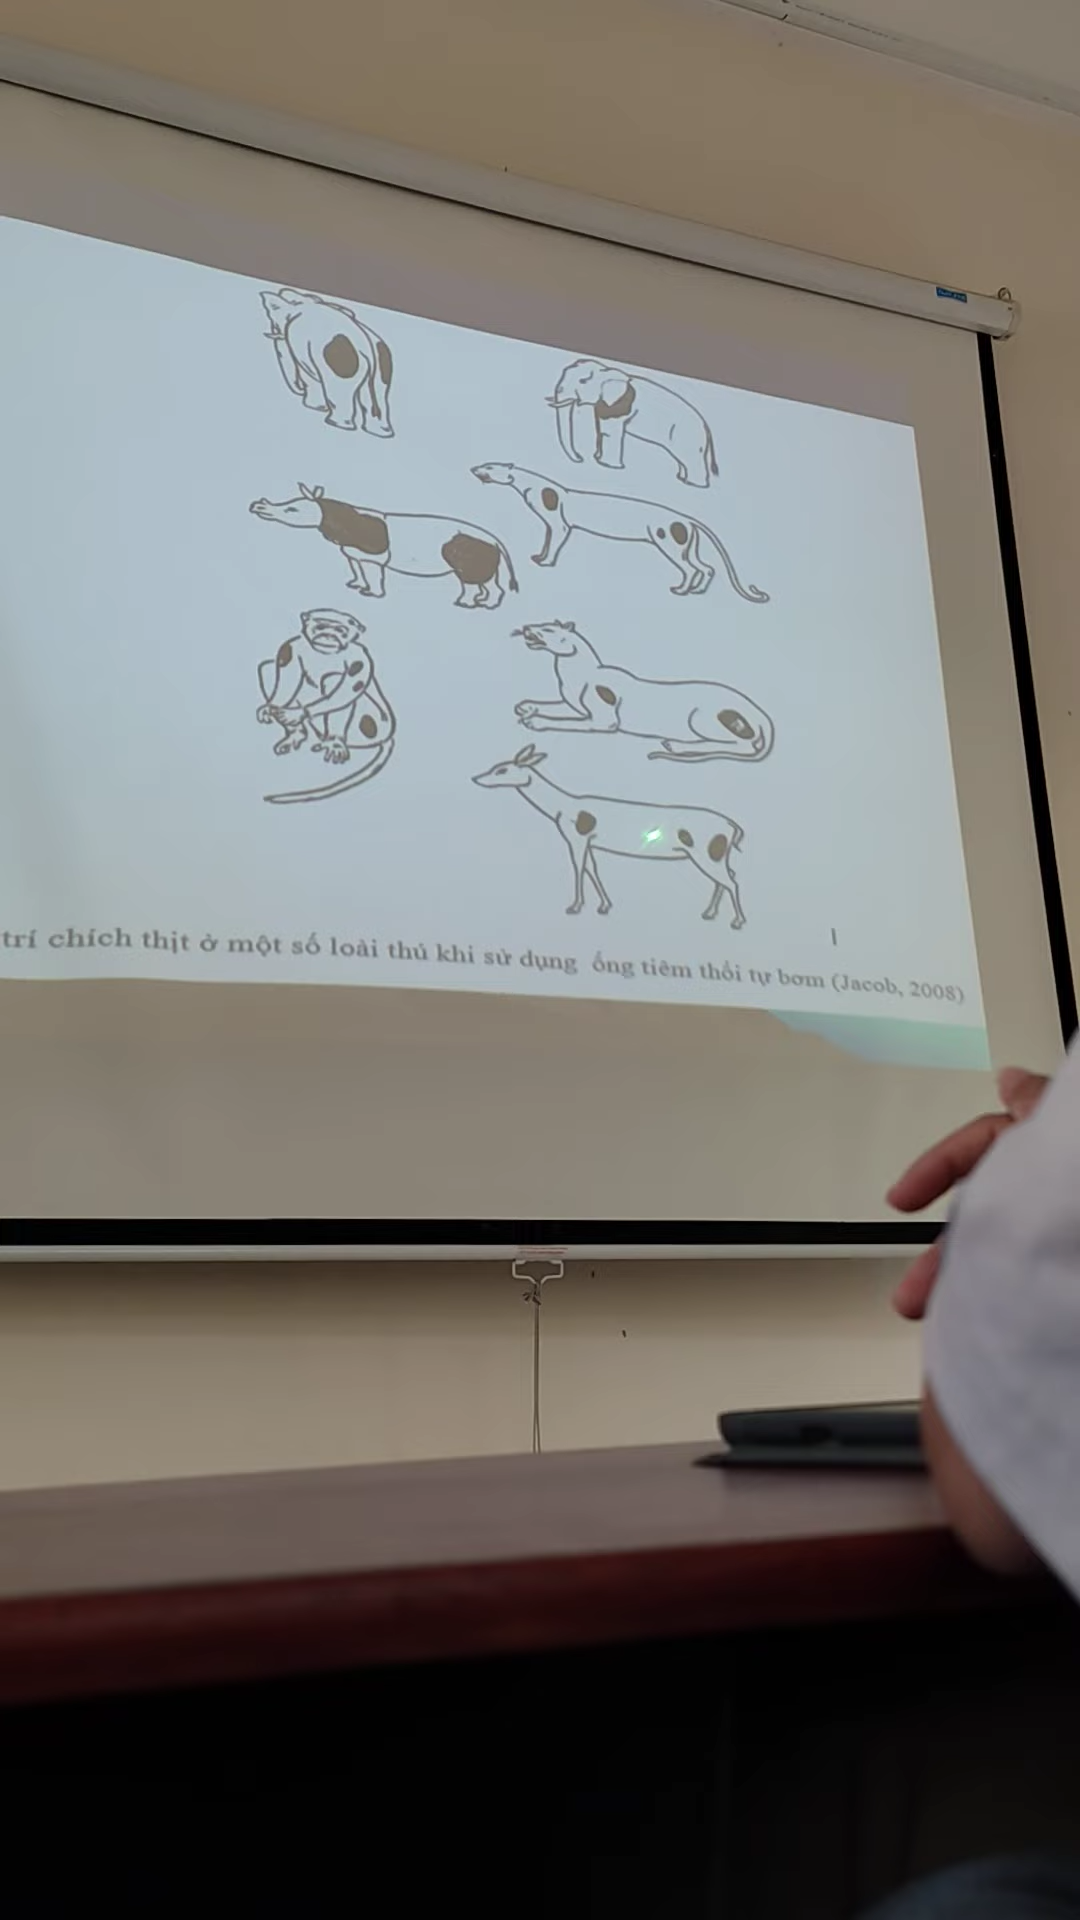 trí chích thịt ở một số loài thú khi sử dụng ống tiêm thổi tự bơm (Jacob, 2008)